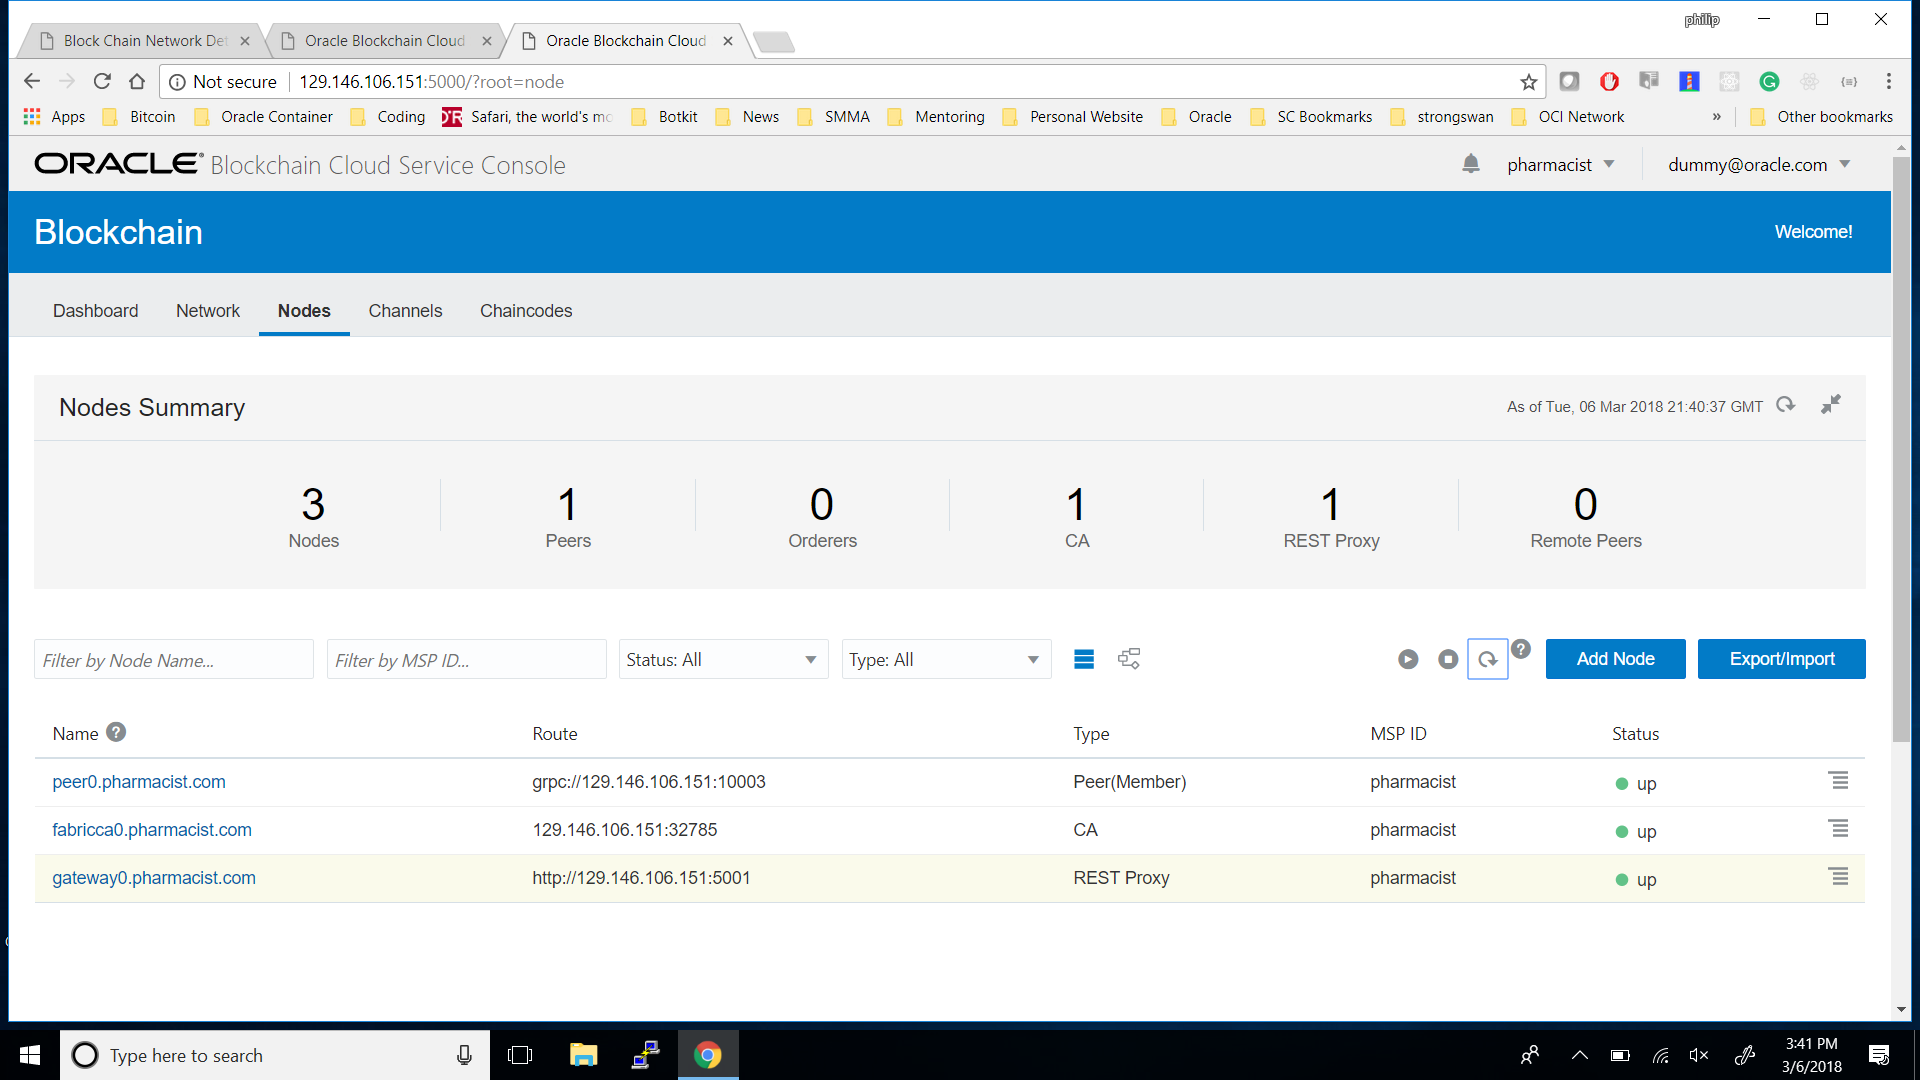 philip
Block Chain Network Det
Oracle Blockchain Cloud
Oracle Blockchain Cloud
Not secure
129.146.106.151:5000/?root=node
Apps
Bitcoin
Oracle Container
Coding
Safari, the world's mo
Botkit
News
SMMA
Mentoring
Personal Website
Oracle
SC Bookmarks
strongswan
OCI Network
»
Other bookmarks
ORACLE® Blockchain Cloud Service Console
pharmacist
dummy@oracle.com
Blockchain
Welcome!
Dashboard
Network
Nodes
Channels
Chaincodes
Nodes Summary
As of Tue, 06 Mar 2018 21:40:37 GMT
3
1
0
1
1
0
Nodes
Peers
Orderers
CA
REST Proxy
Remote Peers
Filter by Node Name...
Filter by MSP ID...
Status: All
Type: All
?
Add Node
Export/Import
Name ?
Route
Type
MSP ID
Status
peer0.pharmacist.com
grpc://129.146.106.151:10003
Peer(Member)
pharmacist
up
fabricca0.pharmacist.com
129.146.106.151:32785
CA
pharmacist
up
gateway0.pharmacist.com
http://129.146.106.151:5001
REST Proxy
pharmacist
up
Type here to search
3:41 PM
3/6/2018